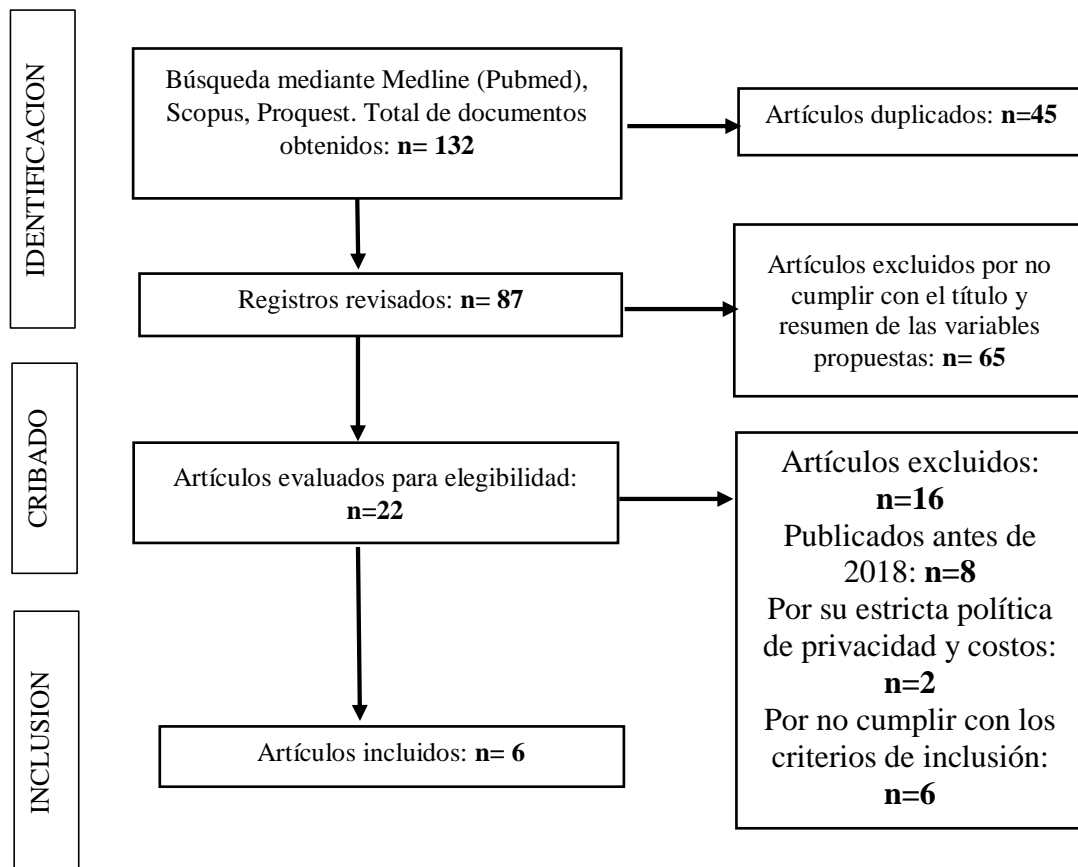 IDENTIFICACION
Búsqueda mediante Medline (Pubmed),
Scopus, Proquest. Total de documentos
obtenidos: n= 132
Artículos duplicados: n=45
Registros revisados: n= 87
Artículos excluidos por no
cumplir con el título y
resumen de las variables
propuestas: n= 65
CRIBADO
Artículos evaluados para elegibilidad:
n=22
Artículos excluidos:
n=16
Publicados antes de
2018: n=8
Por su estricta política
de privacidad y costos:
n=2
Por no cumplir con los
criterios de inclusión:
n=6
INCLUSION
Artículos incluidos: n= 6